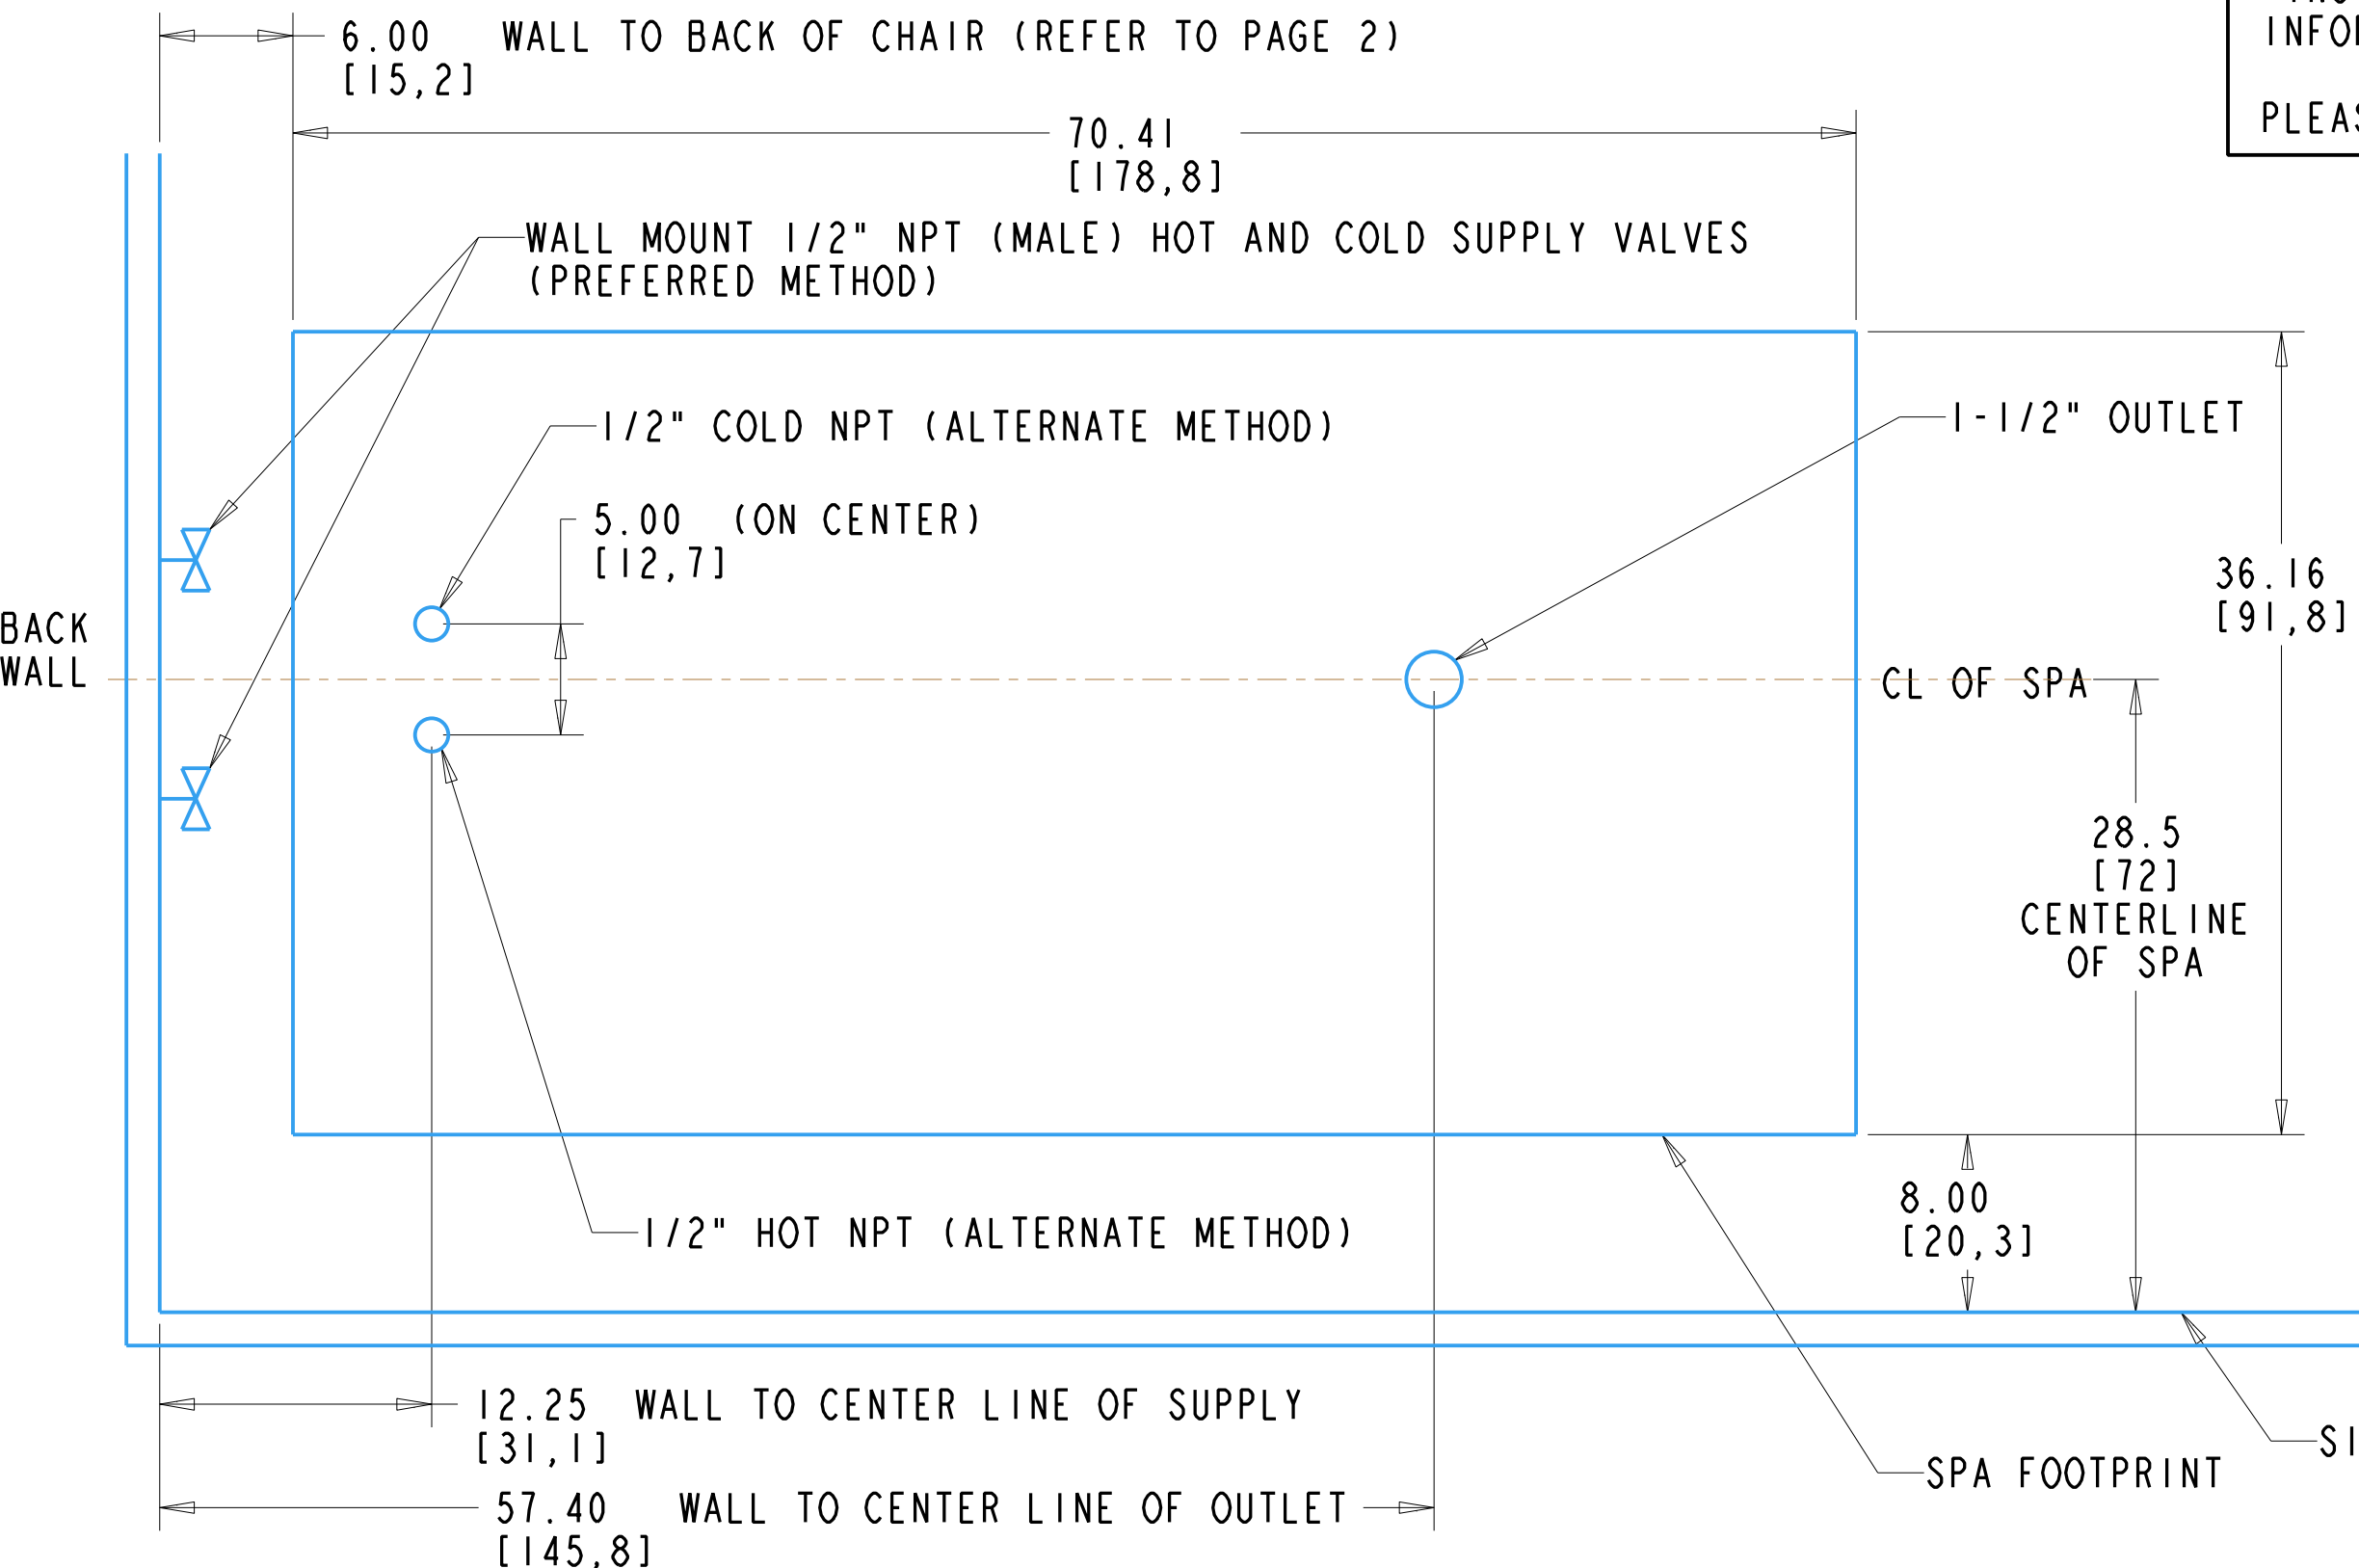 6.00 WALL TO BACK OF CHAIR (REFER TO PAGE 2)
[15,2]
70.41
[178,8]
WALL MOUNT 1/2" NPT (MALE) HOT AND COLD SUPPLY VALVES
(PREFERRED METHOD)
1/2" COLD NPT (ALTERNATE METHOD)
1-1/2" OUTLET
5.00 (ON CENTER)
[12,7]
36.16
[91,8]
BACK
WALL
CL OF SPA
28.5
[72]
CENTERLINE
OF SPA
8.00
[20,3]
1/2" HOT NPT (ALTERNATE METHOD)
12.25 WALL TO CENTER LINE OF SUPPLY
[31,1]
SPA FOOTPRINT
57.40 WALL TO CENTER LINE OF OUTLET
[145,8]